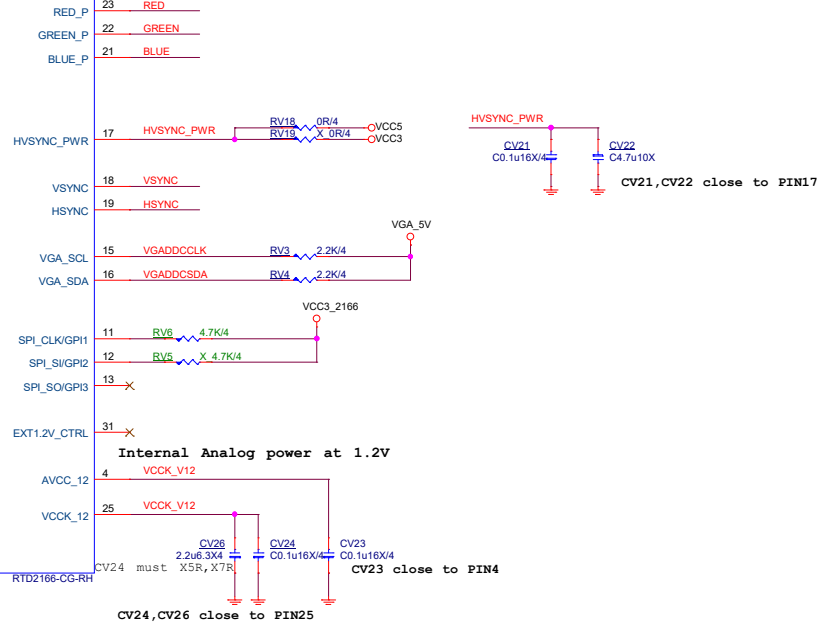 RED_P 23 RED
GREEN_P 22 GREEN
BLUE_P 21 BLUE
HVSYNC_PWR 17 HVSYNC_PWR
RV18 0R/4 VCC5
RV19 X_0R/4 VCC3
HVSYNC_PWR
CV21
C0.1u16X/4
CV22
C4.7u10X
CV21,CV22 close to PIN17
VSYNC 18 VSYNC
HSYNC 19 HSYNC
VGA_5V
VGA_SCL 15 VGADDCCLK RV3 2.2K/4
VGA_SDA 16 VGADDCSDA RV4 2.2K/4
VCC3_2166
SPI_CLK/GPI1 11 RV6 4.7K/4
SPI_SI/GPI2 12 RV5 X_4.7K/4
SPI_SO/GPI3 13
EXT1.2V_CTRL 31
Internal Analog power at 1.2V
AVCC_12 4 VCCK_V12
VCCK_12 25 VCCK_V12
CV26
2.2u6.3X4
CV24
C0.1u16X/4
CV23
C0.1u16X/4
CV24 must X5R,X7R
CV23 close to PIN4
RTD2166-CG-RH
CV24,CV26 close to PIN25